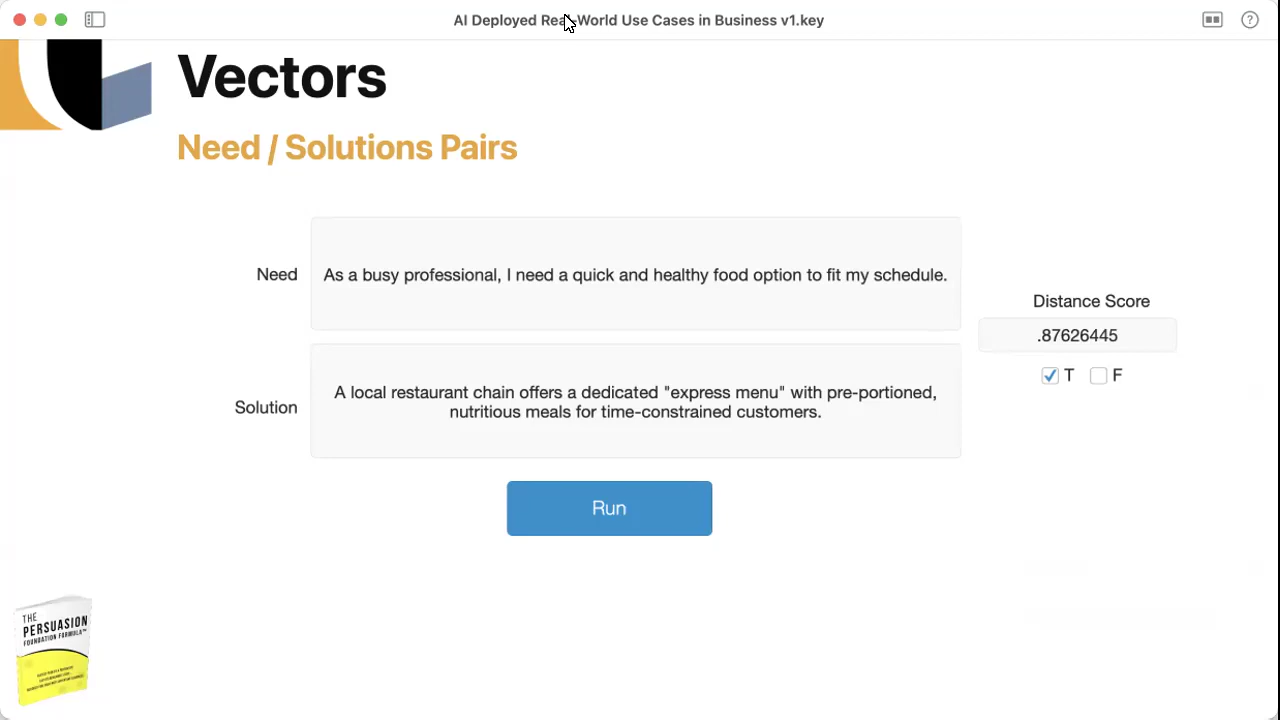 AI Deployed Real-World Use Cases in Business v1.key
Vectors
Need / Solutions Pairs
Need
As a busy professional, I need a quick and healthy food option to fit my schedule.
Distance Score
.87626445
T F
Solution
A local restaurant chain offers a dedicated "express menu" with pre-portioned,
nutritious meals for time-constrained customers.
Run
THE
PERSUASION
FOUNDATION FORMULA™